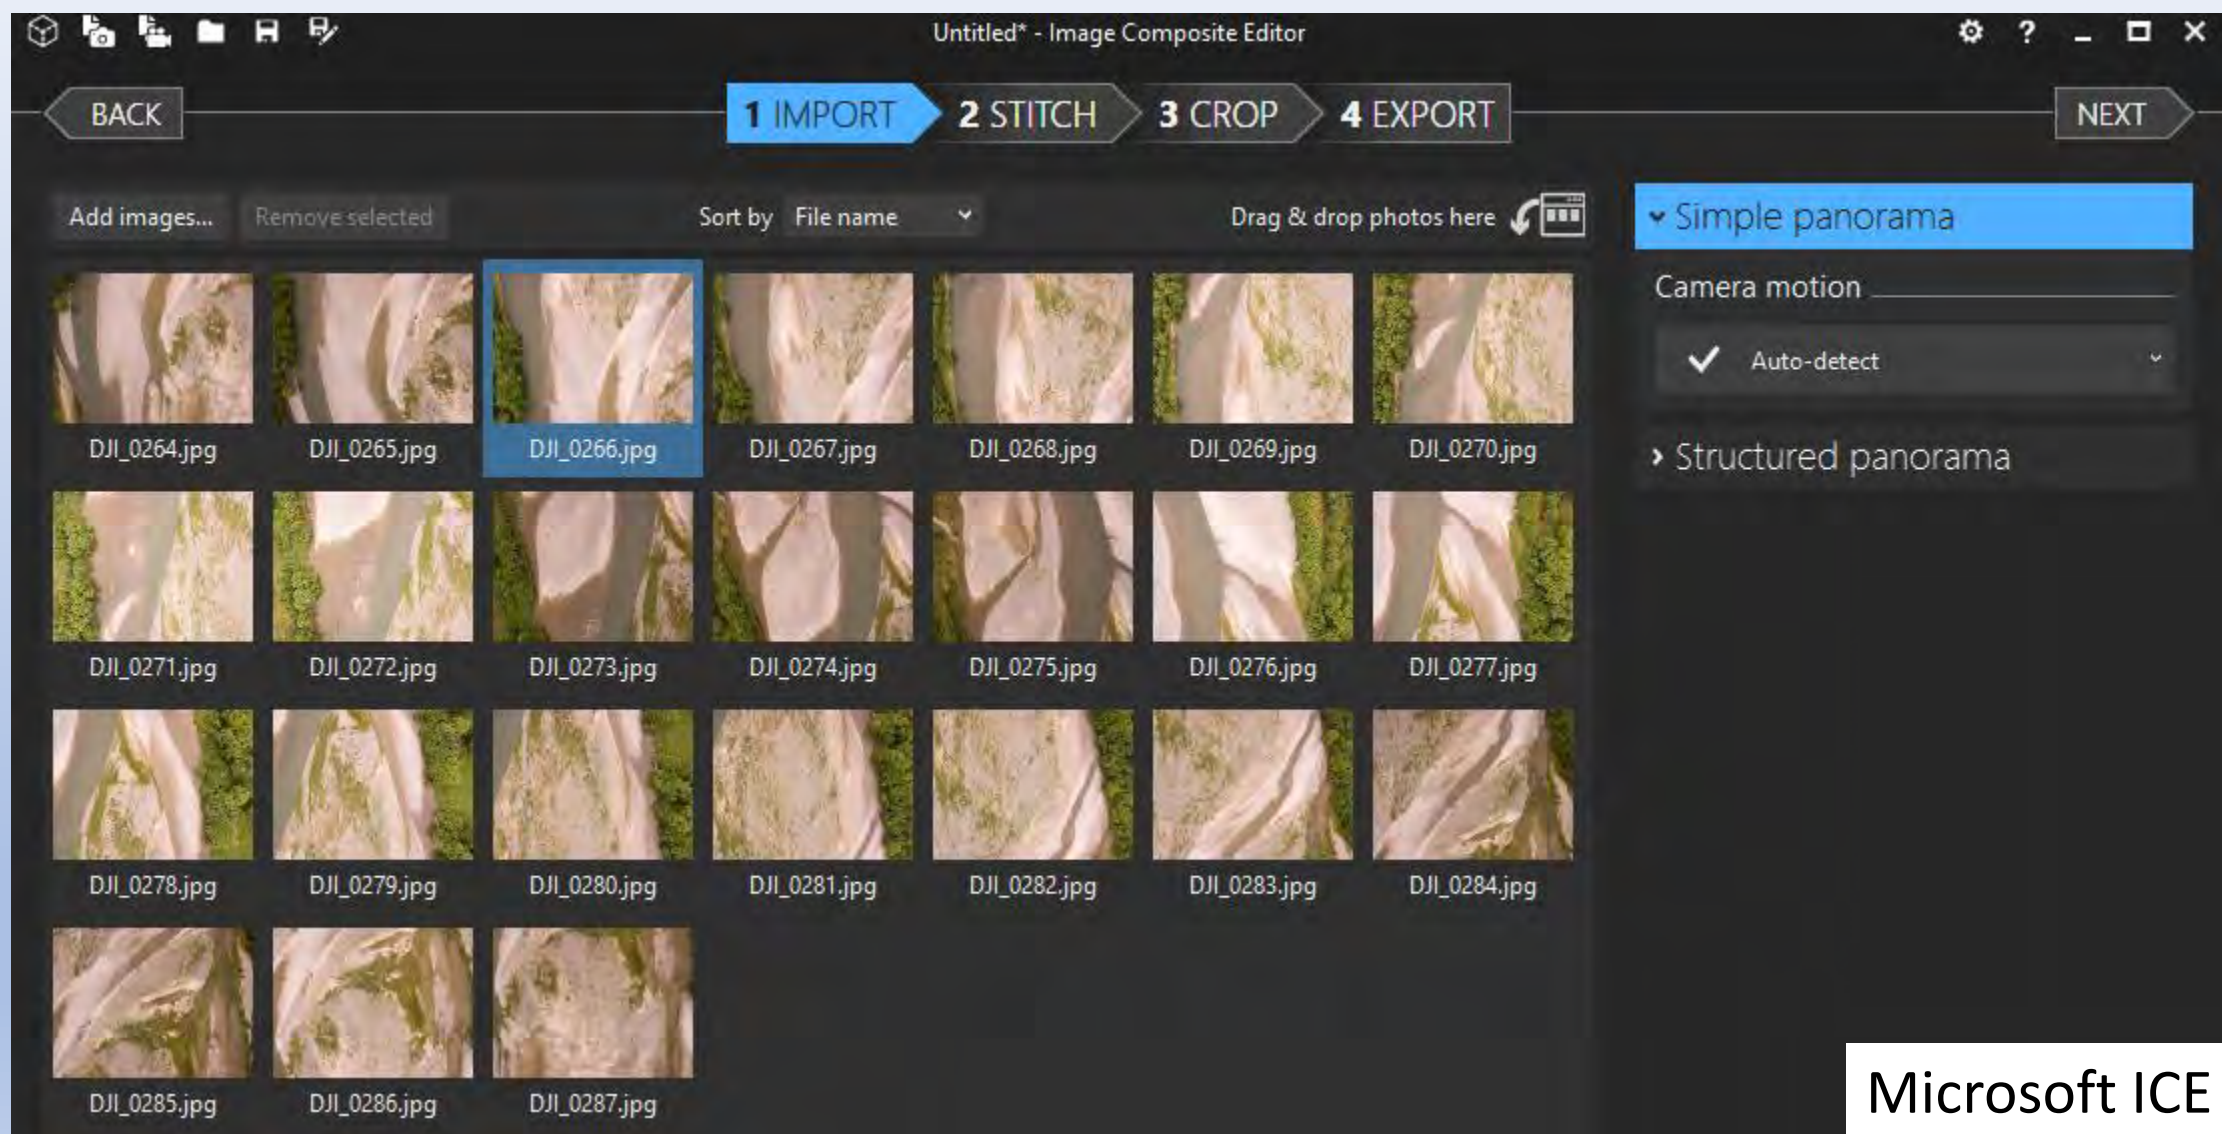 Untitled* - Image Composite Editor
?
BACK
1 IMPORT
2 STITCH
3 CROP
4 EXPORT
NEXT
Add images...
Remove selected
Sort by
File name
Drag & drop photos here
Simple panorama
Camera motion
Auto-detect
Structured panorama
DJI_0264.jpg
DJI_0265.jpg
DJI_0266.jpg
DJI_0267.jpg
DJI_0268.jpg
DJI_0269.jpg
DJI_0270.jpg
DJI_0271.jpg
DJI_0272.jpg
DJI_0273.jpg
DJI_0274.jpg
DJI_0275.jpg
DJI_0276.jpg
DJI_0277.jpg
DJI_0278.jpg
DJI_0279.jpg
DJI_0280.jpg
DJI_0281.jpg
DJI_0282.jpg
DJI_0283.jpg
DJI_0284.jpg
DJI_0285.jpg
DJI_0286.jpg
DJI_0287.jpg
Microsoft ICE